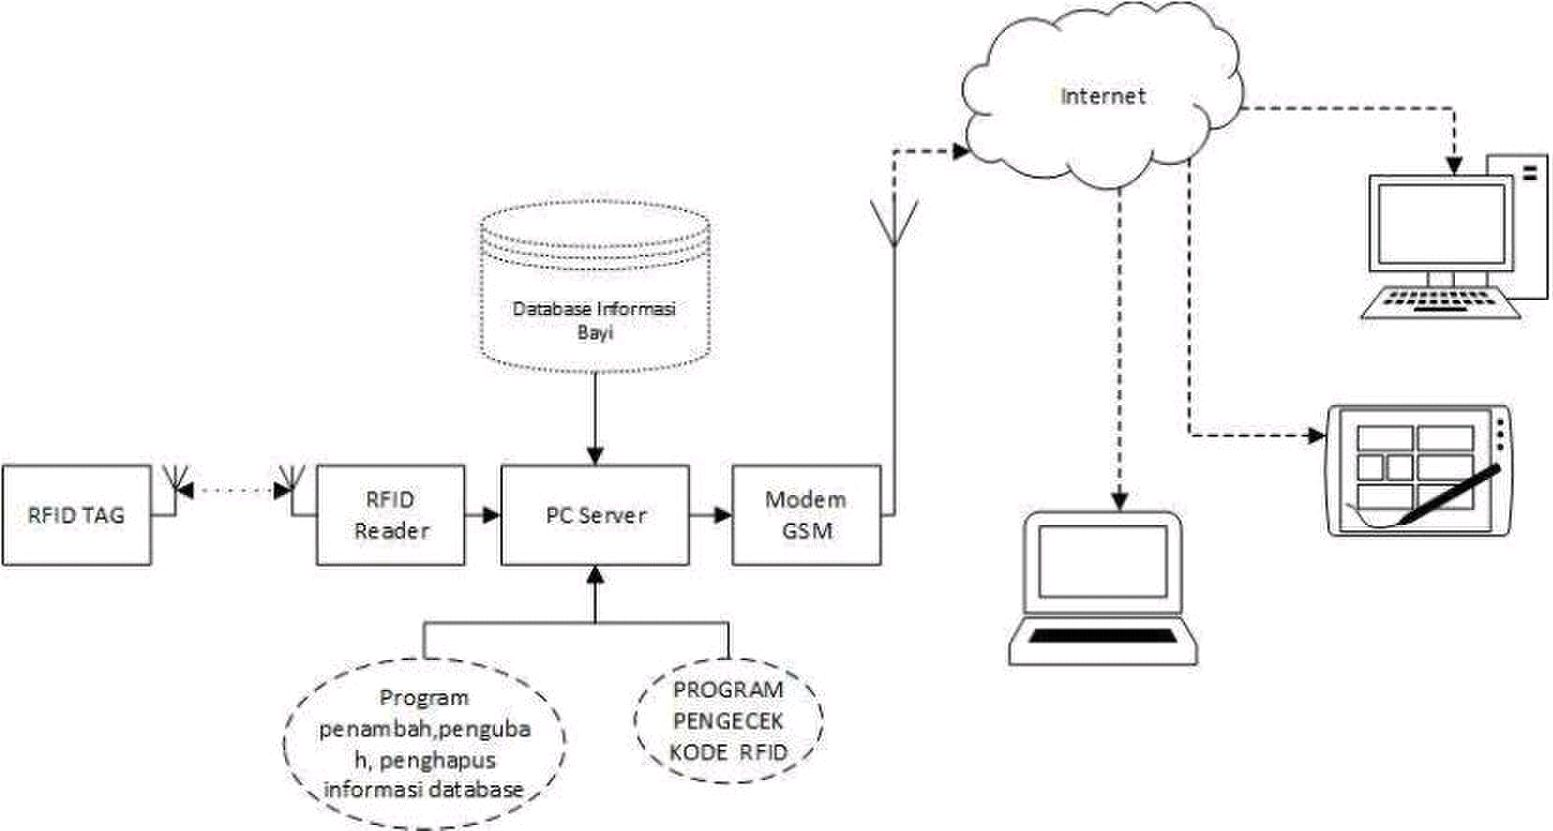 Internet
Database Informasi
Bayi
RFID TAG
RFID
Reader
PC Server
Modem
GSM
Program
penambah,penguba
h, penghapus
informasi database
PROGRAM
PENGECEK
KODE RFID